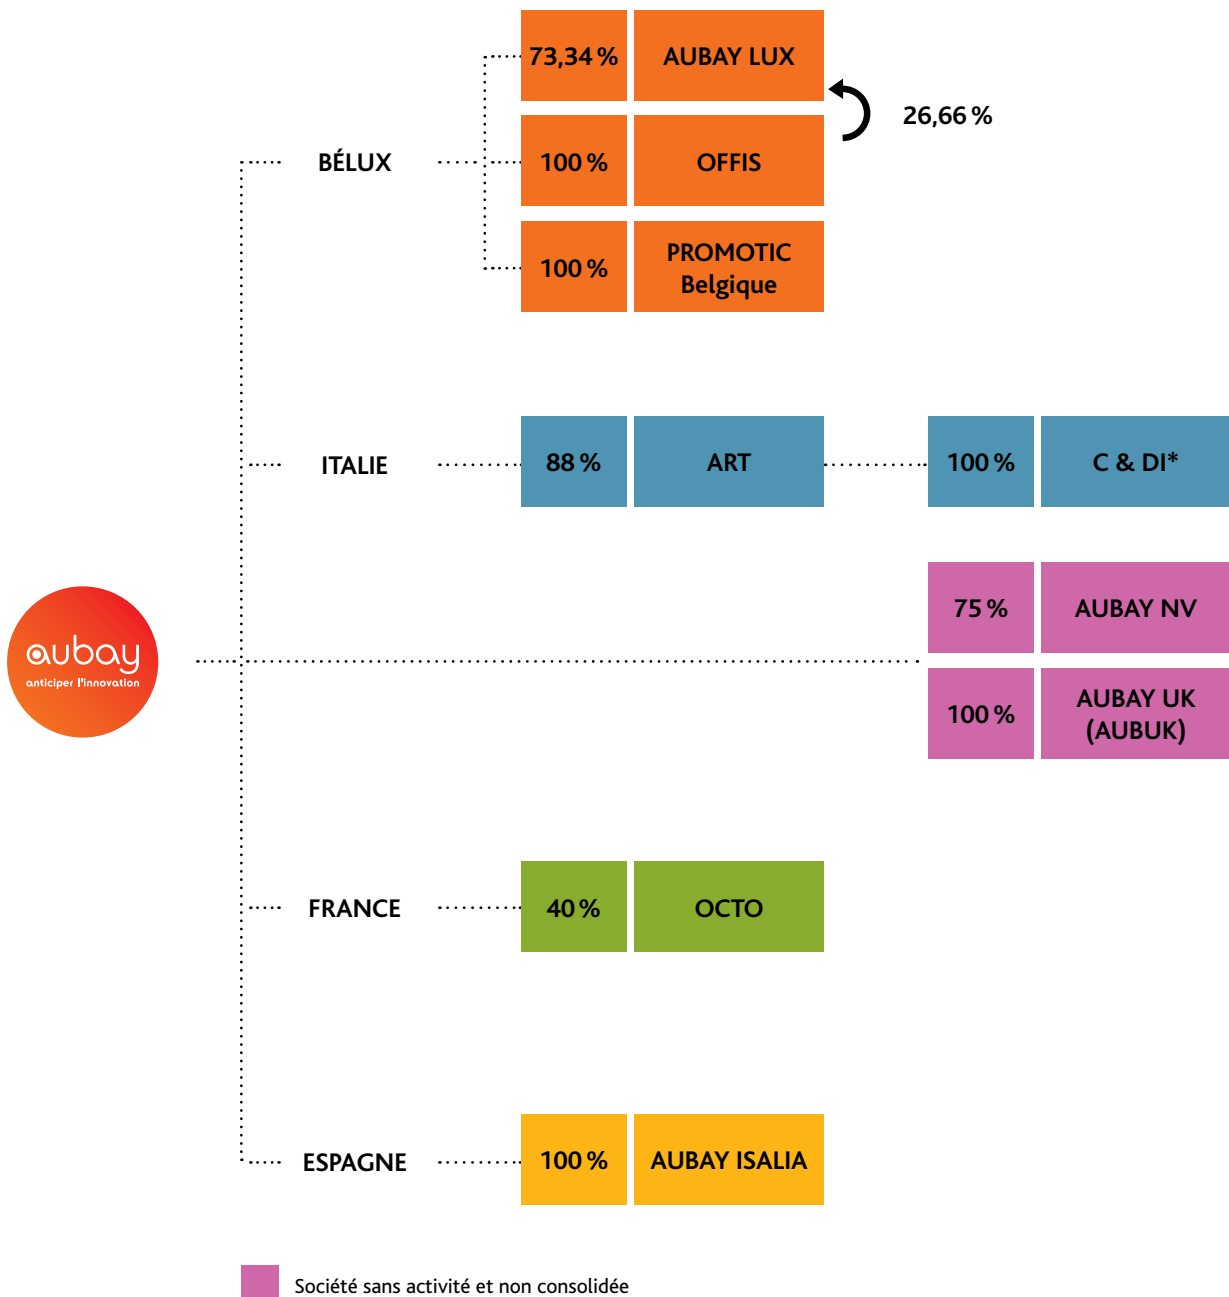 73,34 %
AUBAY LUX
26,66 %
BÉLUX
100 %
OFFIS
100 %
PROMOTIC
Belgique
ITALIE
88 %
ART
100 %
C & DI*
75 %
AUBAY NV
aubay
anticiper l'innovation
100 %
AUBAY UK
(AUBUK)
FRANCE
40 %
OCTO
ESPAGNE
100 %
AUBAY ISALIA
Société sans activité et non consolidée